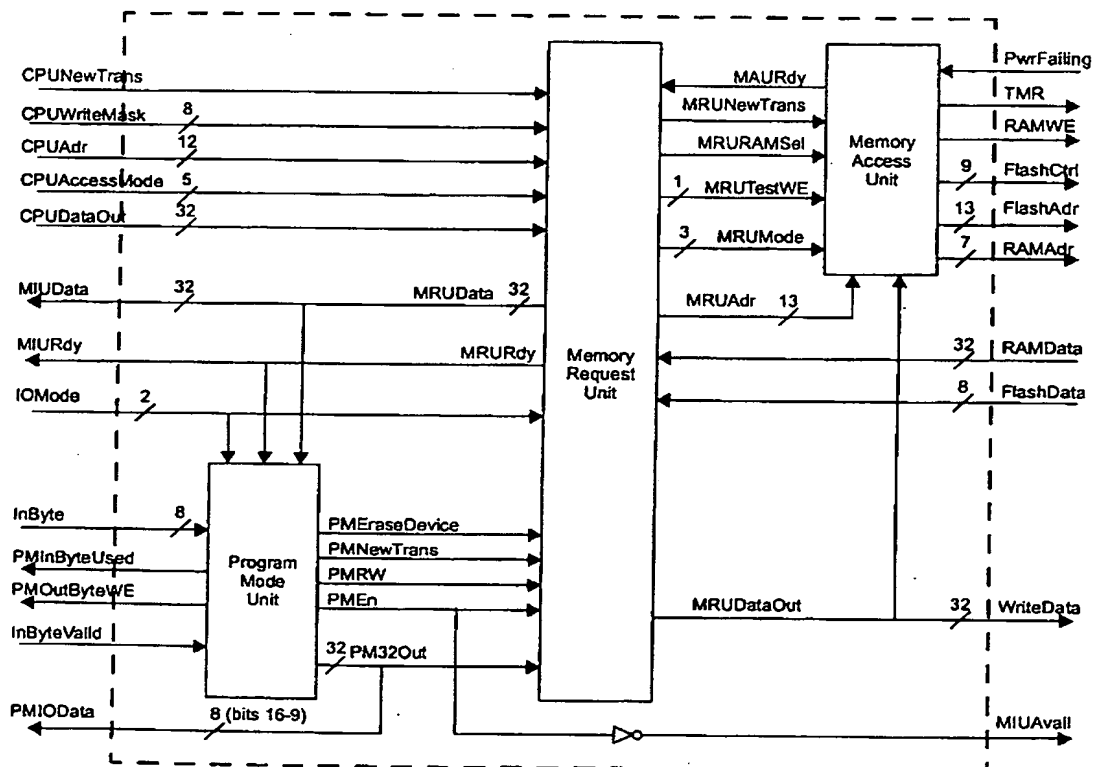 CPUNewTrans
CPUWriteMask 8
CPUAdr 12
CPUAccessMode 5
CPUDataOut 32
MIUData 32
MRUData 32
MIURdy
MRURdy
IOMode 2
InByte 8
PMInByteUsed
PMOutByteWE
InByteValid
PMIOData
8 (bits 16-9)
Program
Mode
Unit
PMEraseDevice
PMNewTrans
PMRW
PMEn
32 PM32Out
Memory
Request
Unit
MAURdy
MRUNewTrans
MRURAMSel
1 MRUTestWE
3 MRUMode
MRUAdr 13
MRUDataOut
Memory
Access
Unit
PwrFailing
TMR
RAMWE
9 FlashCtrl
13 FlashAdr
7 RAMAdr
32 RAMData
8 FlashData
32 WriteData
MIUAvail